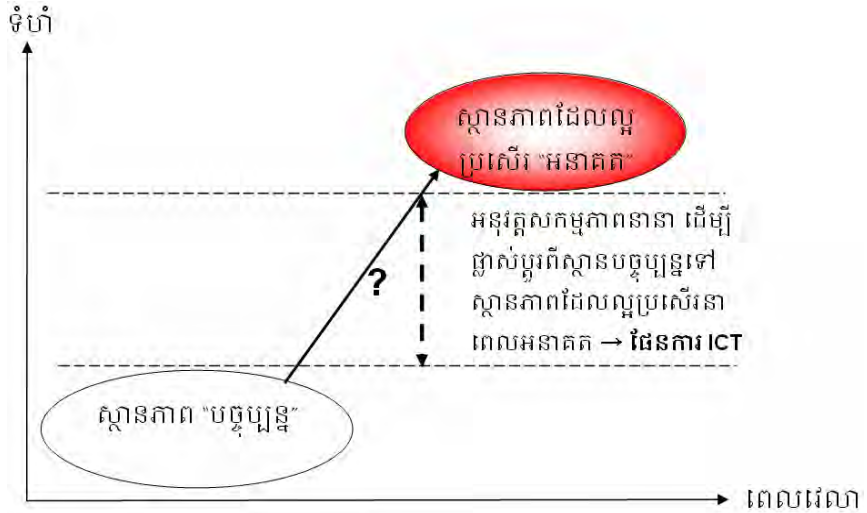 ទំហំ
ស្ថានភាពដែលល្អ
ប្រសើរ “អនាគត”
អនុវត្តសកម្មភាពនានា ដើម្បី
ផ្លាស់ប្តូរពីស្ថានបច្ចុប្បន្នទៅ
ស្ថានភាពដែលល្អប្រសើរនា
ពេលអនាគត → ផែនការ ICT
?
ស្ថានភាព “បច្ចុប្បន្ន”
ពេលវេលា